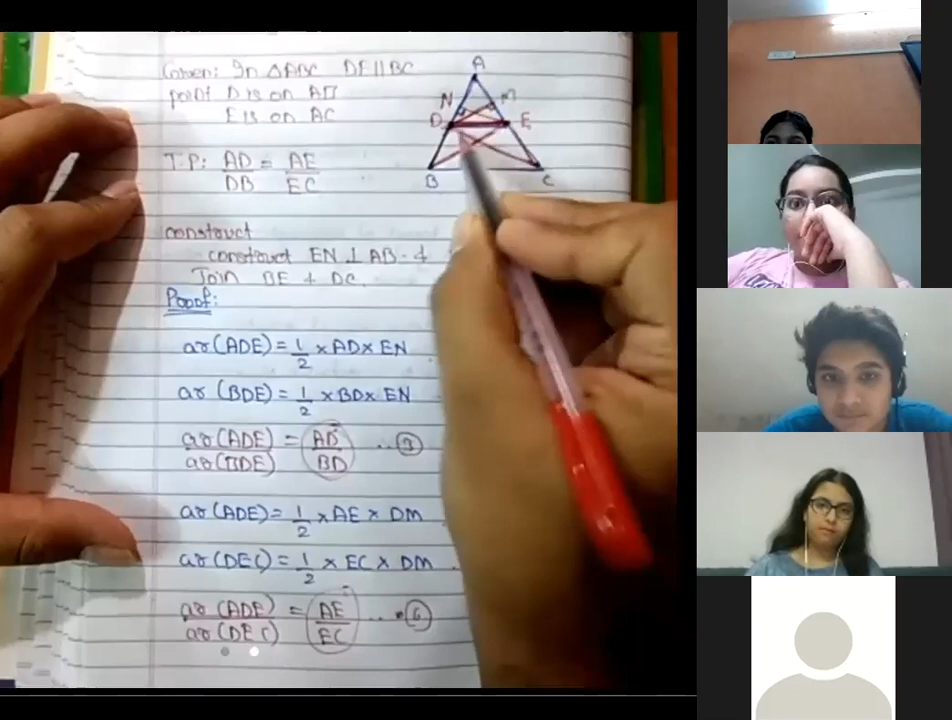 Given: In △ABC DE||BC
point D is on AB
E is on AC
A
N M
D E
B C
T.P: AD/DB = AE/EC
construct
construct EN ⊥ AB +
Join BE + DC.
Proof:
ar(ADE) = 1/2 × AD × EN
ar(BDE) = 1/2 × BD × EN
ar(ADE)/ar(BDE) = AD/BD ...
ar(ADE) = 1/2 × AE × DM
ar(DEC) = 1/2 × EC × DM
ar(ADE)/ar(DEC) = AE/EC ...